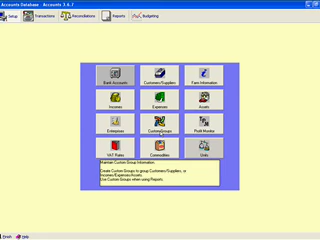 Accounts Database - Accounts 3.6.7
Setup Transactions Reconciliations Reports Budgeting
Bank Accounts Customers/Suppliers Farm Information
Incomes Expenses Assets
Enterprises Custom Groups Profit Monitor
VAT Rates Commodities Units
Maintain Custom Group Information.
Create Custom Groups to group Customers/Suppliers, or
Incomes/Expenses/Assets.
Use Custom Groups when using Reports.
Finish Help